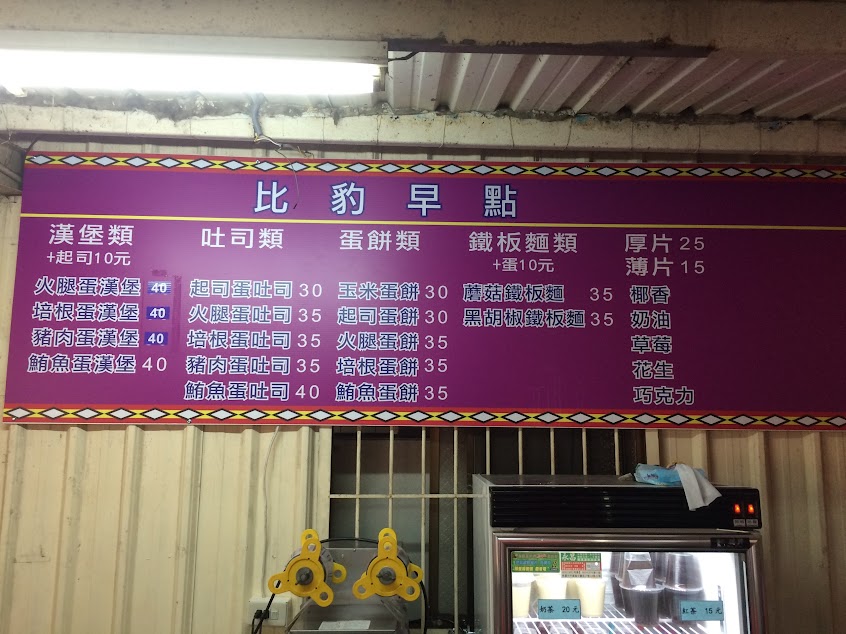 比豹早點
漢堡類
+起司10元
火腿蛋漢堡 40
培根蛋漢堡 40
豬肉蛋漢堡 40
鮪魚蛋漢堡 40
吐司類
起司蛋吐司 30
火腿蛋吐司 35
培根蛋吐司 35
豬肉蛋吐司 35
鮪魚蛋吐司 40
蛋餅類
玉米蛋餅 30
起司蛋餅 30
火腿蛋餅 35
培根蛋餅 35
鮪魚蛋餅 35
鐵板麵類
+蛋10元
蘑菇鐵板麵 35
黑胡椒鐵板麵 35
厚片 25
薄片 15
椰香
奶油
草莓
花生
巧克力
奶茶 20元
紅茶 15元